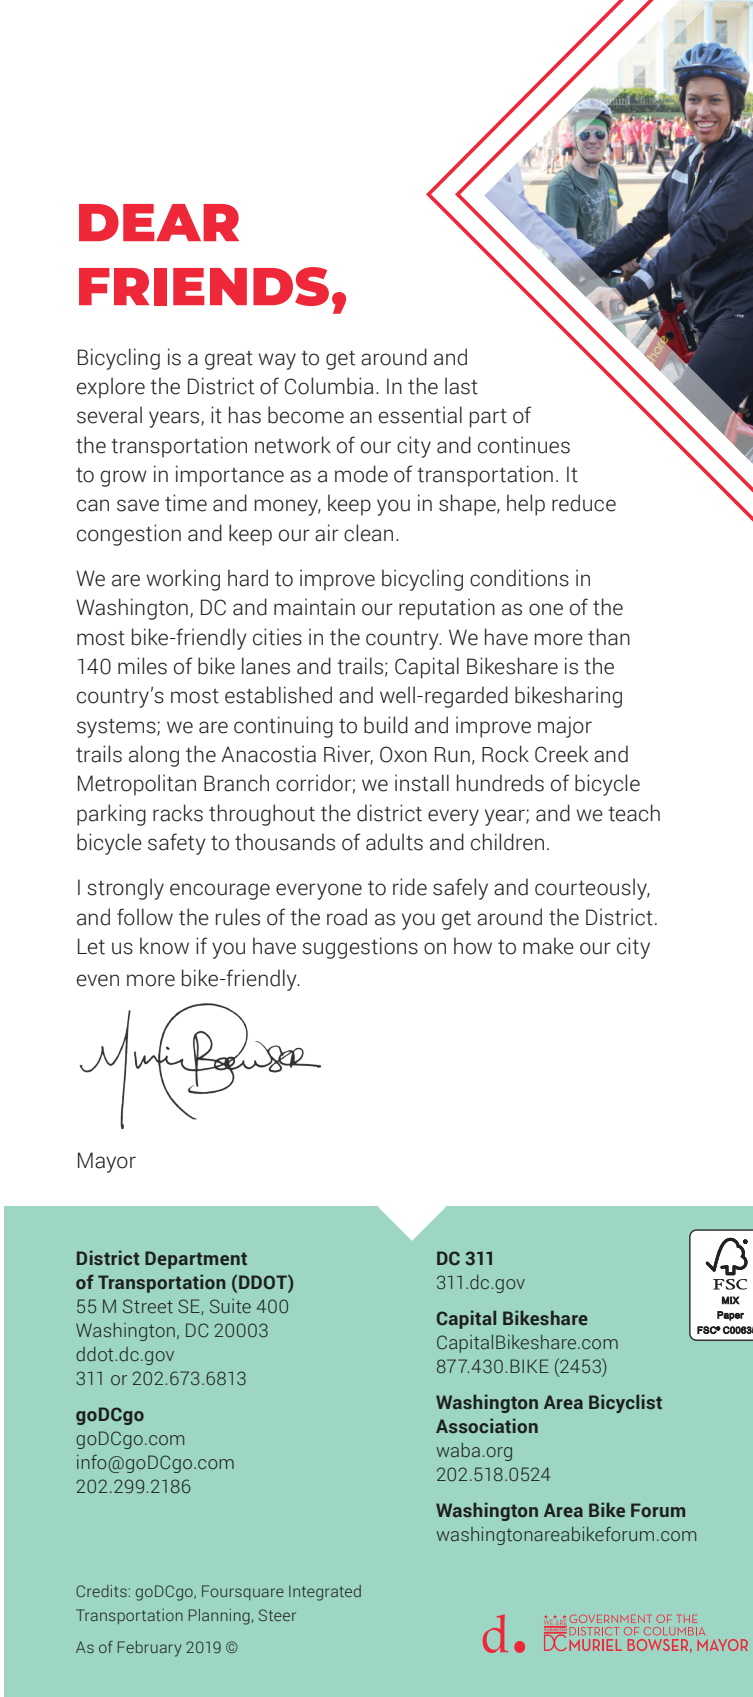 DEAR
FRIENDS,
Bicycling is a great way to get around and
explore the District of Columbia. In the last
several years, it has become an essential part of
the transportation network of our city and continues
to grow in importance as a mode of transportation. It
can save time and money, keep you in shape, help reduce
congestion and keep our air clean.
We are working hard to improve bicycling conditions in
Washington, DC and maintain our reputation as one of the
most bike-friendly cities in the country. We have more than
140 miles of bike lanes and trails; Capital Bikeshare is the
country's most established and well-regarded bikesharing
systems; we are continuing to build and improve major
trails along the Anacostia River, Oxon Run, Rock Creek and
Metropolitan Branch corridor; we install hundreds of bicycle
parking racks throughout the district every year; and we teach
bicycle safety to thousands of adults and children.
I strongly encourage everyone to ride safely and courteously,
and follow the rules of the road as you get around the District.
Let us know if you have suggestions on how to make our city
even more bike-friendly.
Muriel Bowser
Mayor
District Department
of Transportation (DDOT)
55 M Street SE, Suite 400
Washington, DC 20003
ddot.dc.gov
311 or 202.673.6813
goDCgo
goDCgo.com
info@goDCgo.com
202.299.2186
DC 311
311.dc.gov
Capital Bikeshare
CapitalBikeshare.com
877.430.BIKE (2453)
Washington Area Bicyclist
Association
waba.org
202.518.0524
Washington Area Bike Forum
washingtonareabikeforum.com
FSC
MIX
Paper
FSC®
Credits: goDCgo, Foursquare Integrated
Transportation Planning, Steer
As of February 2019 ©
d.
WE ARE
DC
GOVERNMENT OF THE
DISTRICT OF COLUMBIA
MURIEL BOWSER, MAYOR